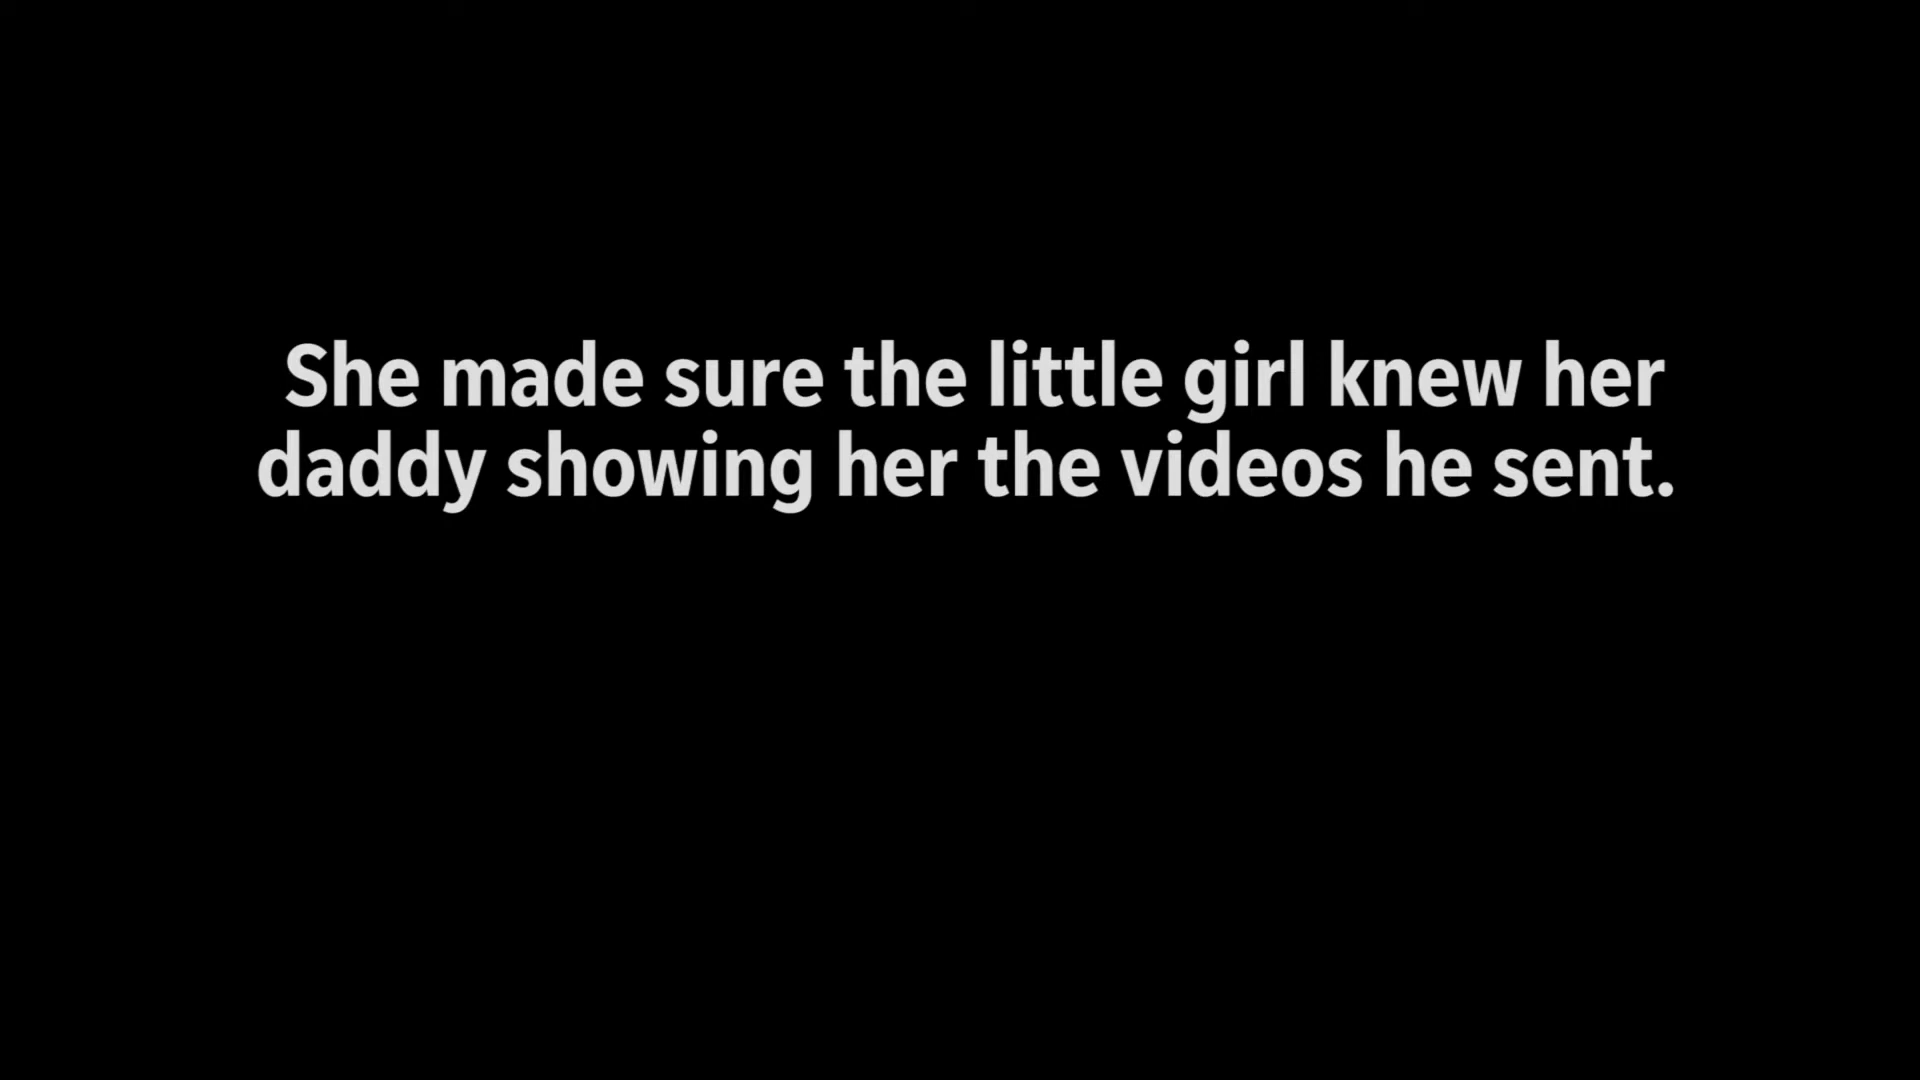 She made sure the little girl knew her
daddy showing her the videos he sent.